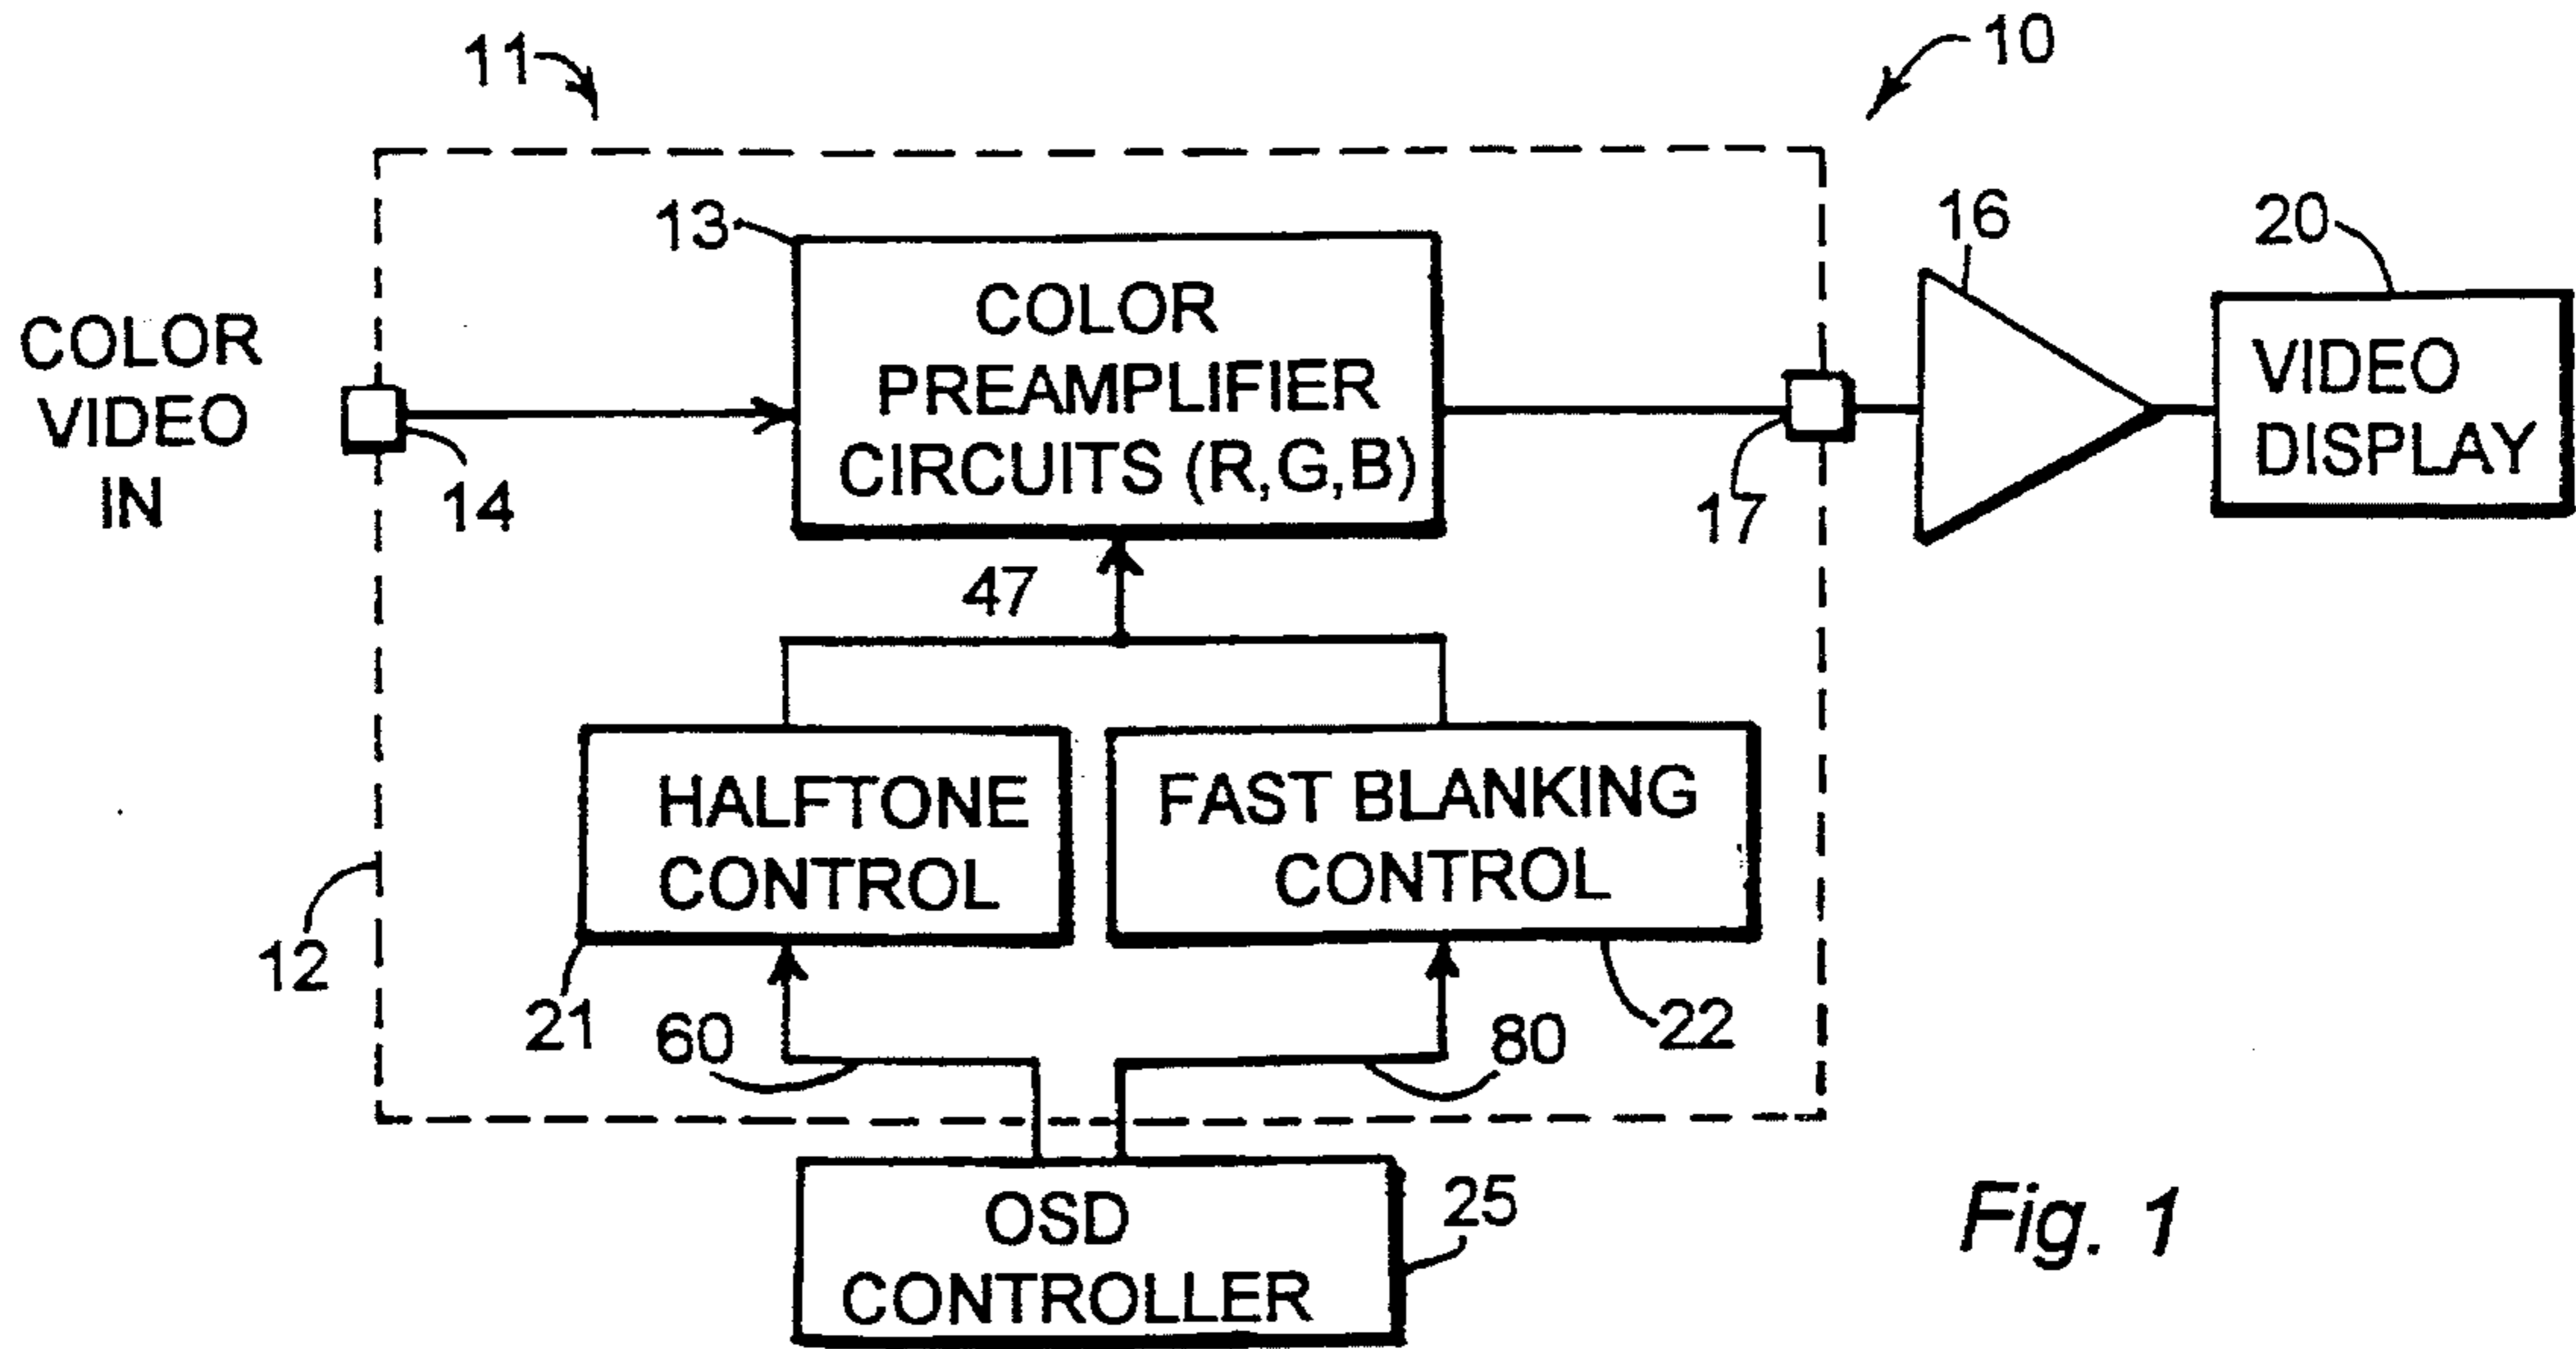 11
10
13
16
20
COLOR
VIDEO
IN
14
COLOR
PREAMPLIFIER
CIRCUITS (R,G,B)
17
VIDEO
DISPLAY
47
HALFTONE
CONTROL
FAST BLANKING
CONTROL
12
21
60
80
22
OSD
CONTROLLER
25
Fig. 1